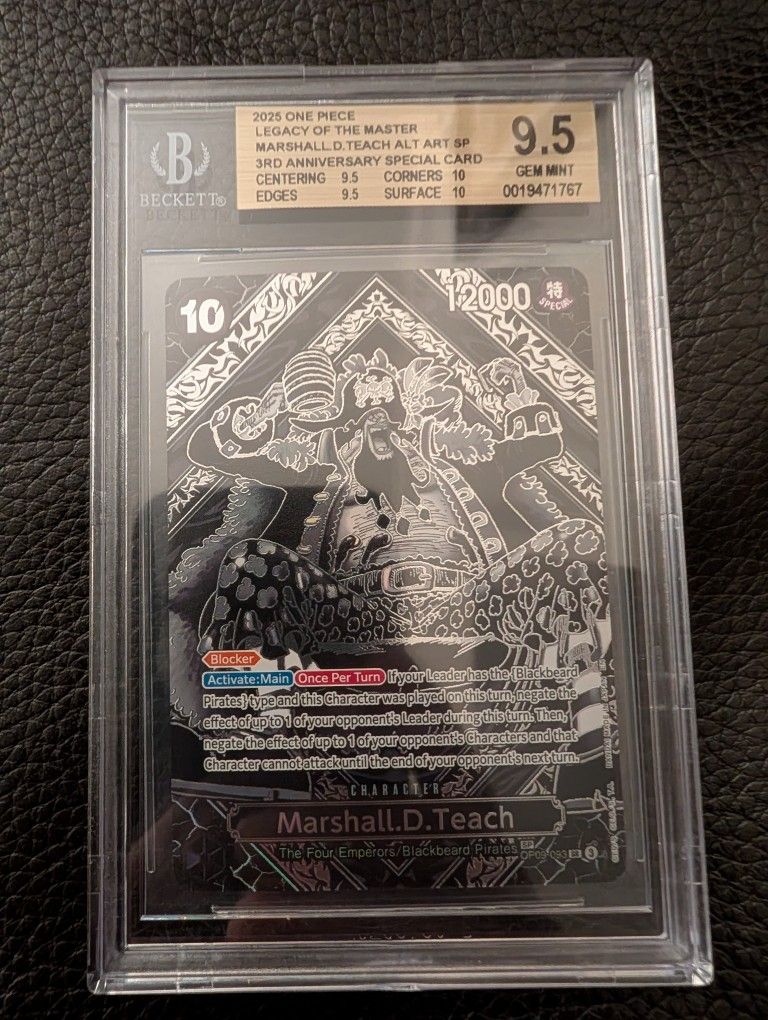 2025 ONE PIECE
LEGACY OF THE MASTER
MARSHALL.D.TEACH ALT ART SP
3RD ANNIVERSARY SPECIAL CARD
CENTERING 9.5 CORNERS 10
EDGES 9.5 SURFACE 10
9.5
GEM MINT
0019471767
B
BECKETT®
10
12000
特
SPECIAL
Blocker
Activate:Main Once Per Turn If your Leader has the {Blackbeard
Pirates} type and this Character was played on this turn, negate the
effect of up to 1 of your opponent's Leader during this turn. Then,
negate the effect of up to 1 of your opponent's Characters and that
Character cannot attack until the end of your opponent's next turn.
CHARACTER
Marshall.D.Teach
The Four Emperors/Blackbeard Pirates
SP
OP09-093 SR